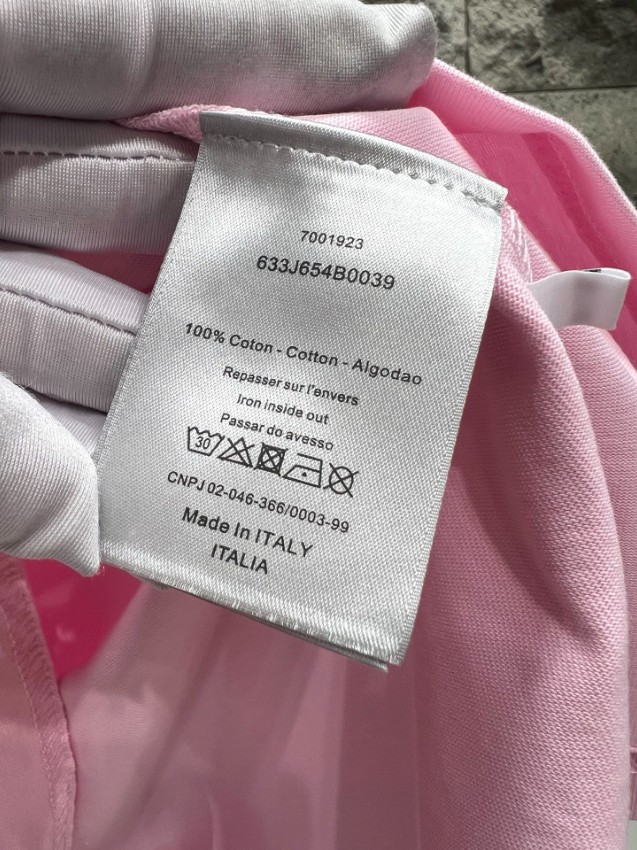 7001923
633J654B0039
100% Coton - Cotton - Algodao
Repasser sur l'envers
Iron inside out
Passar do avesso
30
CNPJ 02-046-366/0003-99
Made In ITALY
ITALIA